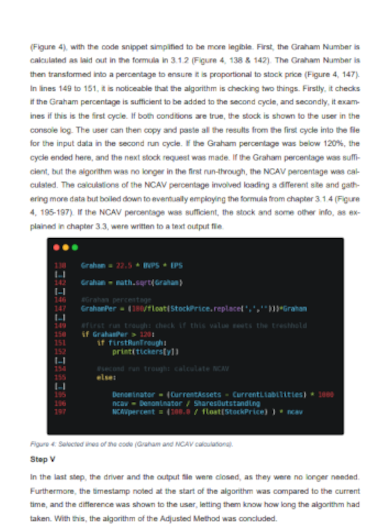 (Figure 4), with the code snippet simplified to be more legible. First, the Graham Number is
calculated as laid out in the formula in 3.1.2 (Figure 4, 138 & 142). The Graham Number is
then transformed into a percentage to ensure it is proportional to stock price (Figure 4, 147).
In lines 149 to 151, it is noticeable that the algorithm is checking two things. Firstly, it checks
if the Graham percentage is sufficient to be added to the second cycle, and secondly, it exam-
ines if this is the first cycle. If both conditions are true, the stock is shown to the user in the
console log. The user can then copy and paste all the results from the first cycle into the file
for the input data in the second run cycle. If the Graham percentage was below 120%, the
cycle ended here, and the next stock request was made. If the Graham percentage was suffi-
cient, but the algorithm was no longer in the first run-through, the NCAV percentage was cal-
culated. The calculations of the NCAV percentage involved loading a different site and gath-
ering more data but boiled down to eventually employing the formula from chapter 3.1.4 (Figure
4, 195-197). If the NCAV percentage was sufficient, the stock and some other info, as ex-
plained in chapter 3.3, were written to a text output file.
138 Graham = 22.5 * BVPS * EPS
[…]
142 Graham = math.sqrt(Graham)
[…]
146 #Graham percentage
147 GrahamPer = (100/float(StockPrice.replace(',','')))*Graham
[…]
149 #first run trough: check if this value meets the treshhold
150 if GrahamPer > 120:
151 if firstRunTrough:
152 print(tickers[y])
[…]
154 #second run trough: calculate NCAV
155 else:
[…]
195 Denominator = (CurrentAssets - CurrentLiabilities) * 1000
196 ncav = Denominator / SharesOutstanding
197 NCAVpercent = (100.0 / float(StockPrice) ) * ncav
Figure 4: Selected lines of the code (Graham and NCAV calculations).
Step V
In the last step, the driver and the output file were closed, as they were no longer needed.
Furthermore, the timestamp noted at the start of the algorithm was compared to the current
time, and the difference was shown to the user, letting them know how long the algorithm had
taken. With this, the algorithm of the Adjusted Method was concluded.